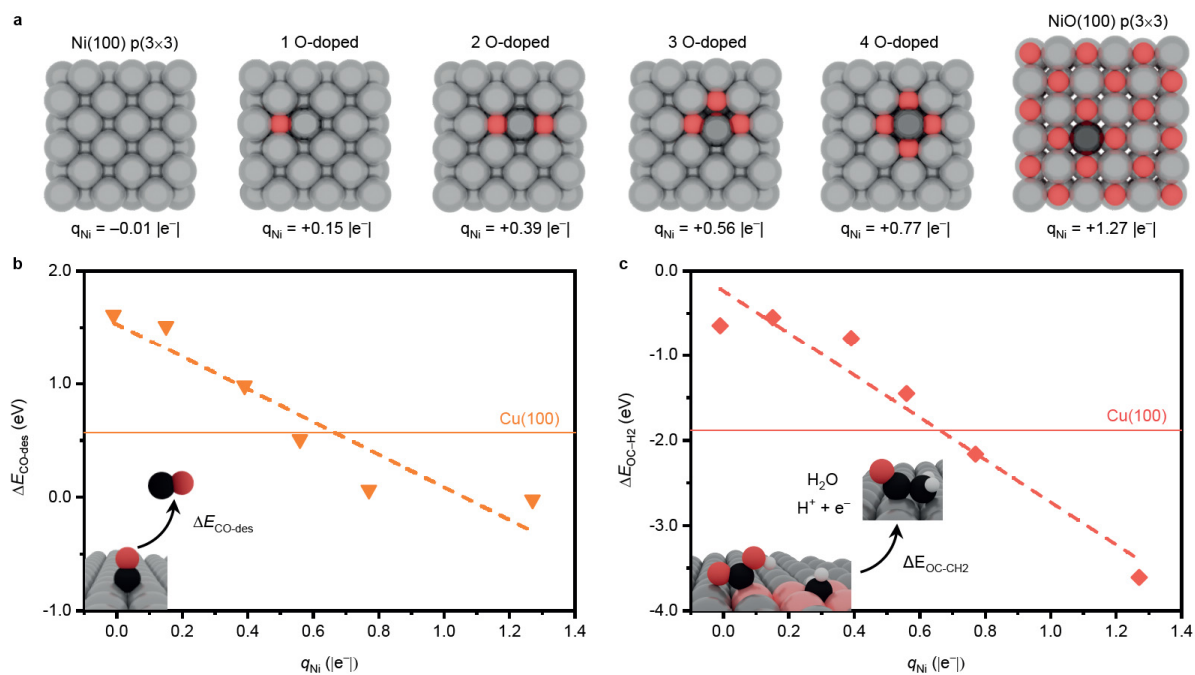 a
Ni(100) p(3×3)
1 O-doped
2 O-doped
3 O-doped
4 O-doped
NiO(100) p(3×3)
qNi = −0.01 |e⁻|
qNi = +0.15 |e⁻|
qNi = +0.39 |e⁻|
qNi = +0.56 |e⁻|
qNi = +0.77 |e⁻|
qNi = +1.27 |e⁻|
b
2.0
1.0
0.0
-1.0
ΔECO-des (eV)
Cu(100)
ΔECO-des
0.0 0.2 0.4 0.6 0.8 1.0 1.2 1.4
qNi (|e⁻|)
c
0.0
-1.0
-2.0
-3.0
-4.0
ΔEOC–H2 (eV)
Cu(100)
H₂O
H⁺ + e⁻
ΔEOC-CH2
0.0 0.2 0.4 0.6 0.8 1.0 1.2 1.4
qNi (|e⁻|)